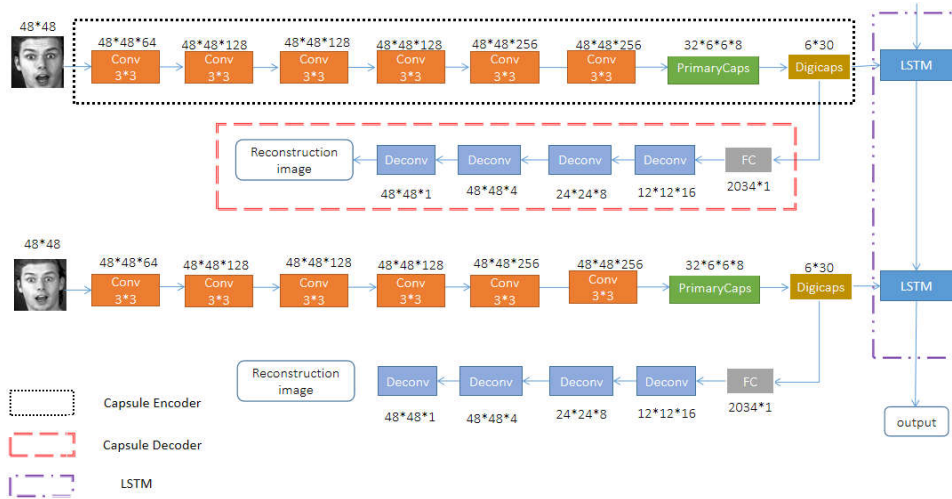 48*48
48*48*64
48*48*128
48*48*128
48*48*128
48*48*256
48*48*256
32*6*6*8
6*30
Conv
3*3
Conv
3*3
Conv
3*3
Conv
3*3
Conv
3*3
Conv
3*3
PrimaryCaps
Digicaps
LSTM
Reconstruction
image
Deconv
Deconv
Deconv
Deconv
FC
48*48*1
48*48*4
24*24*8
12*12*16
2034*1
48*48
48*48*64
48*48*128
48*48*128
48*48*128
48*48*256
48*48*256
32*6*6*8
6*30
Conv
3*3
Conv
3*3
Conv
3*3
Conv
3*3
Conv
3*3
Conv
3*3
PrimaryCaps
Digicaps
LSTM
Reconstruction
image
Deconv
Deconv
Deconv
Deconv
FC
48*48*1
48*48*4
24*24*8
12*12*16
2034*1
Capsule Encoder
Capsule Decoder
LSTM
output